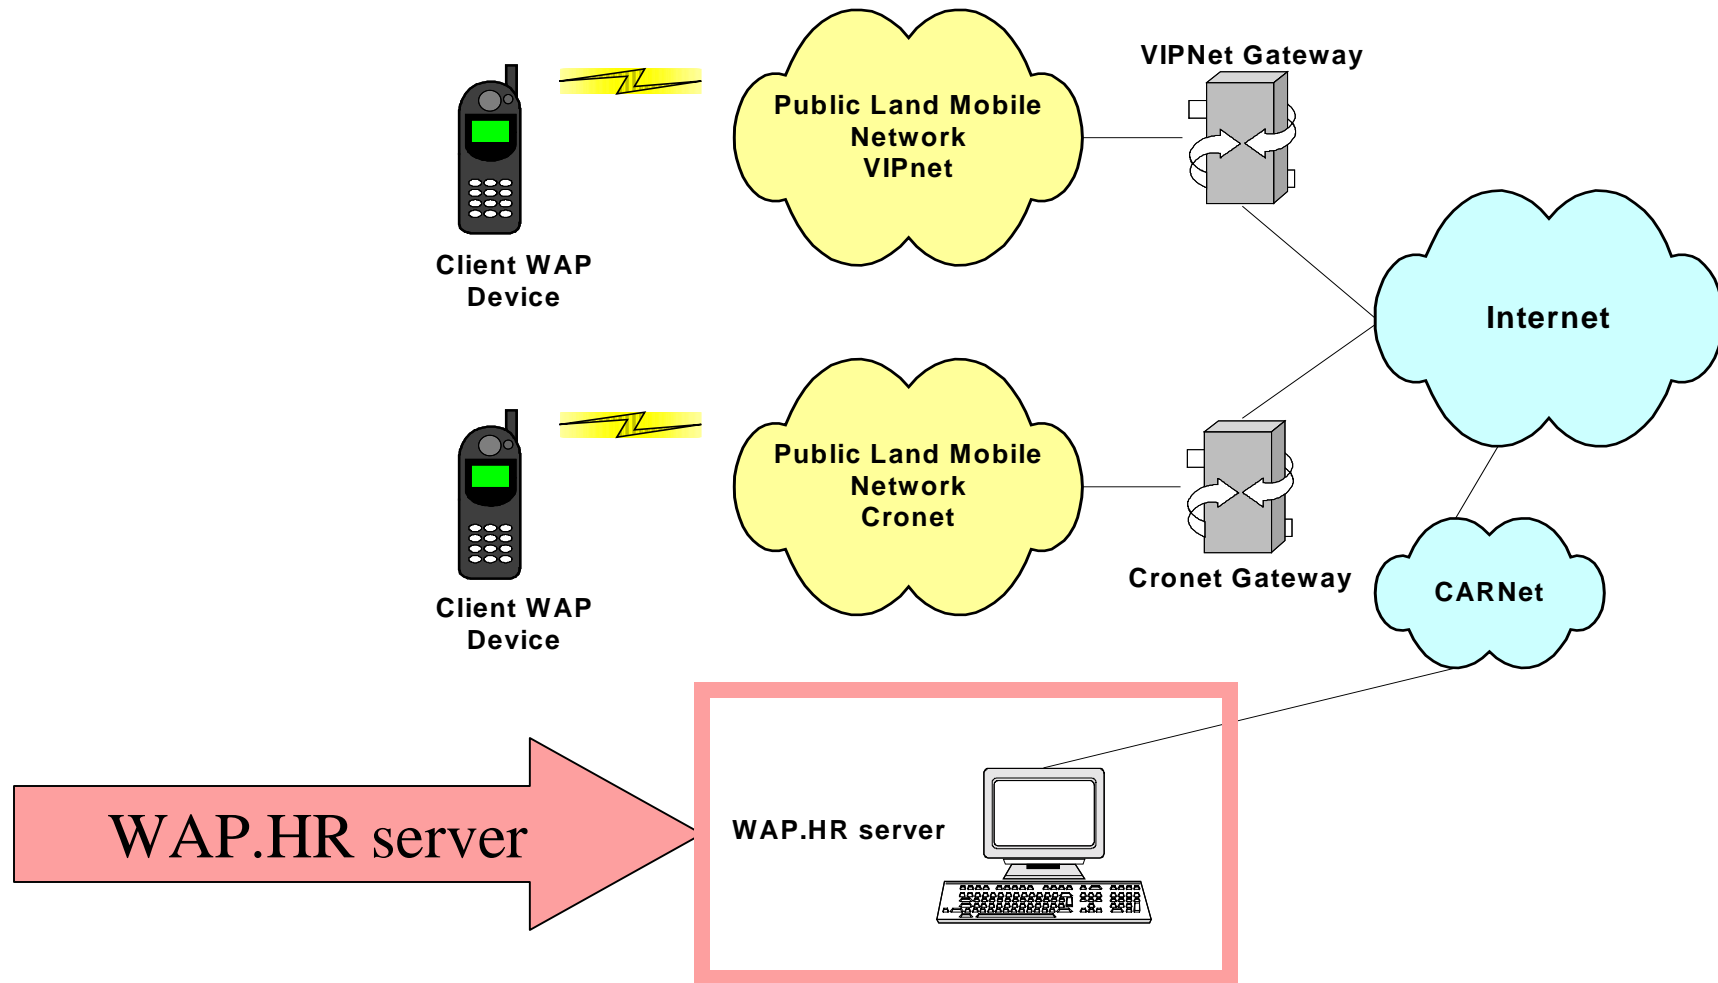 VIPNet Gateway
Public Land Mobile
Network
VIPnet
Client WAP
Device
Internet
Public Land Mobile
Network
Cronet
Cronet Gateway
CARNet
Client WAP
Device
WAP.HR server
WAP.HR server